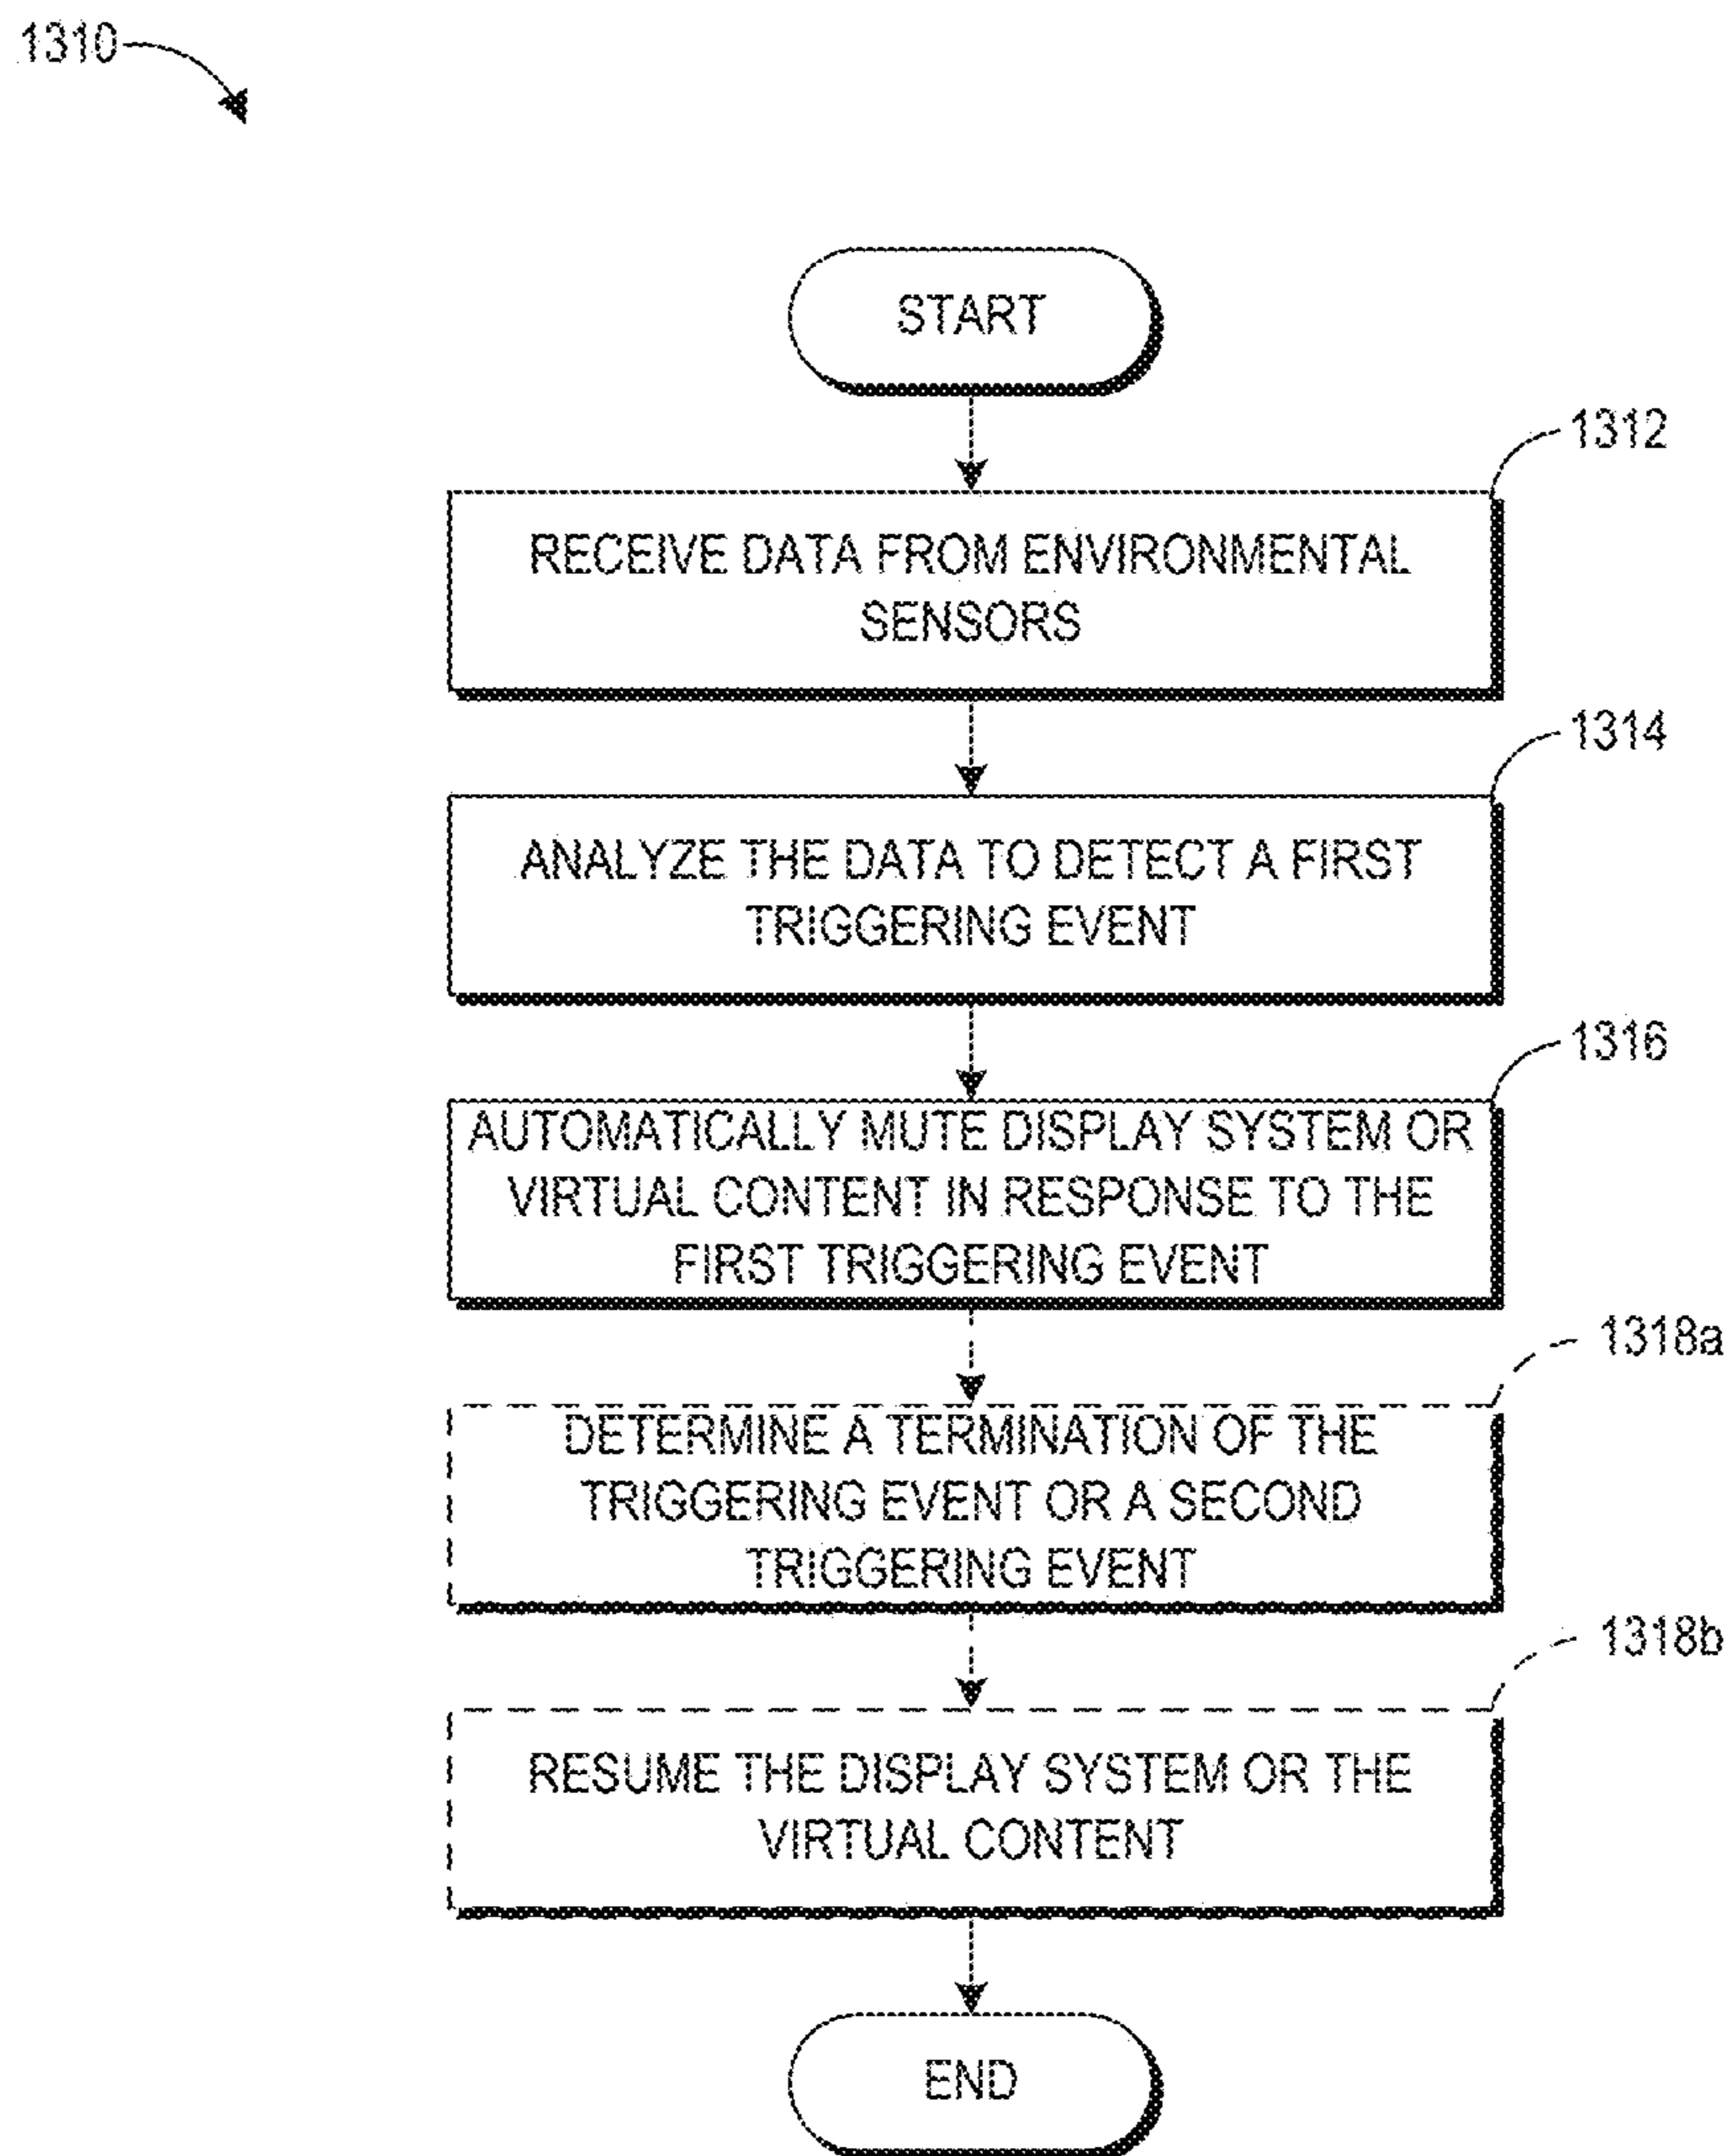 1310
START
1312
RECEIVE DATA FROM ENVIRONMENTAL
SENSORS
1314
ANALYZE THE DATA TO DETECT A FIRST
TRIGGERING EVENT
1316
AUTOMATICALLY MUTE DISPLAY SYSTEM OR
VIRTUAL CONTENT IN RESPONSE TO THE
FIRST TRIGGERING EVENT
1318a
DETERMINE A TERMINATION OF THE
TRIGGERING EVENT OR A SECOND
TRIGGERING EVENT
1318b
RESUME THE DISPLAY SYSTEM OR THE
VIRTUAL CONTENT
END